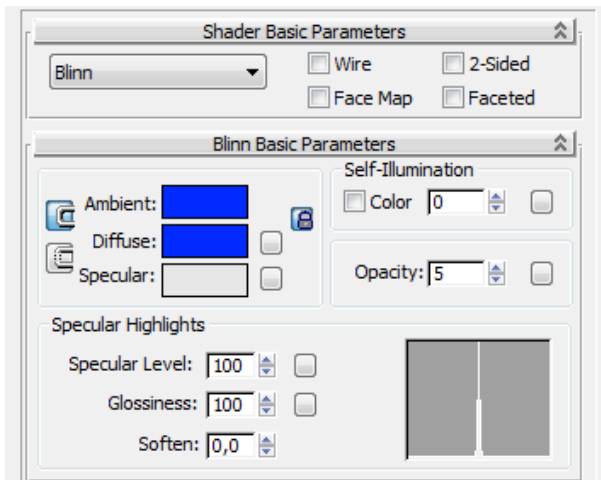 Shader Basic Parameters
Blinn
Wire
2-Sided
Face Map
Faceted
Blinn Basic Parameters
Ambient:
Diffuse:
Specular:
Self-Illumination
Color 0
Opacity: 5
Specular Highlights
Specular Level: 100
Glossiness: 100
Soften: 0,0